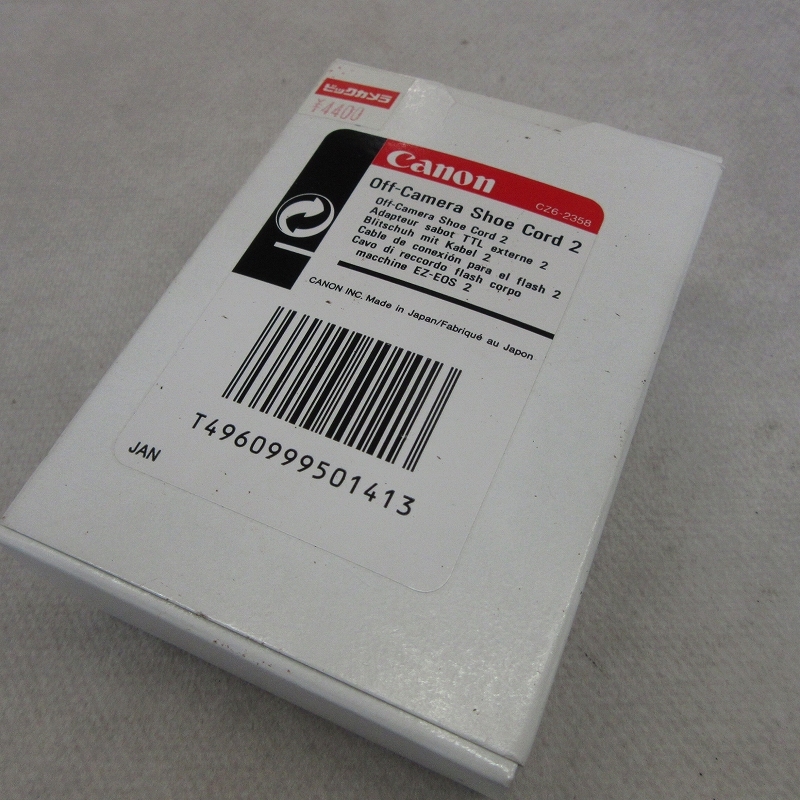 ビックカメラ
¥4400
Canon
CZ6-2358
Off-Camera Shoe Cord 2
Off-Camera Shoe Cord 2
Adapteur sabot TTL externe 2
Blitschuh mit Kabel 2
Cable de conexión para el flash 2
Cavo di reccordo flash corpo
macchine EZ-EOS 2
CANON INC. Made in Japan/Fabriqué au Japon
T4960999501413
JAN